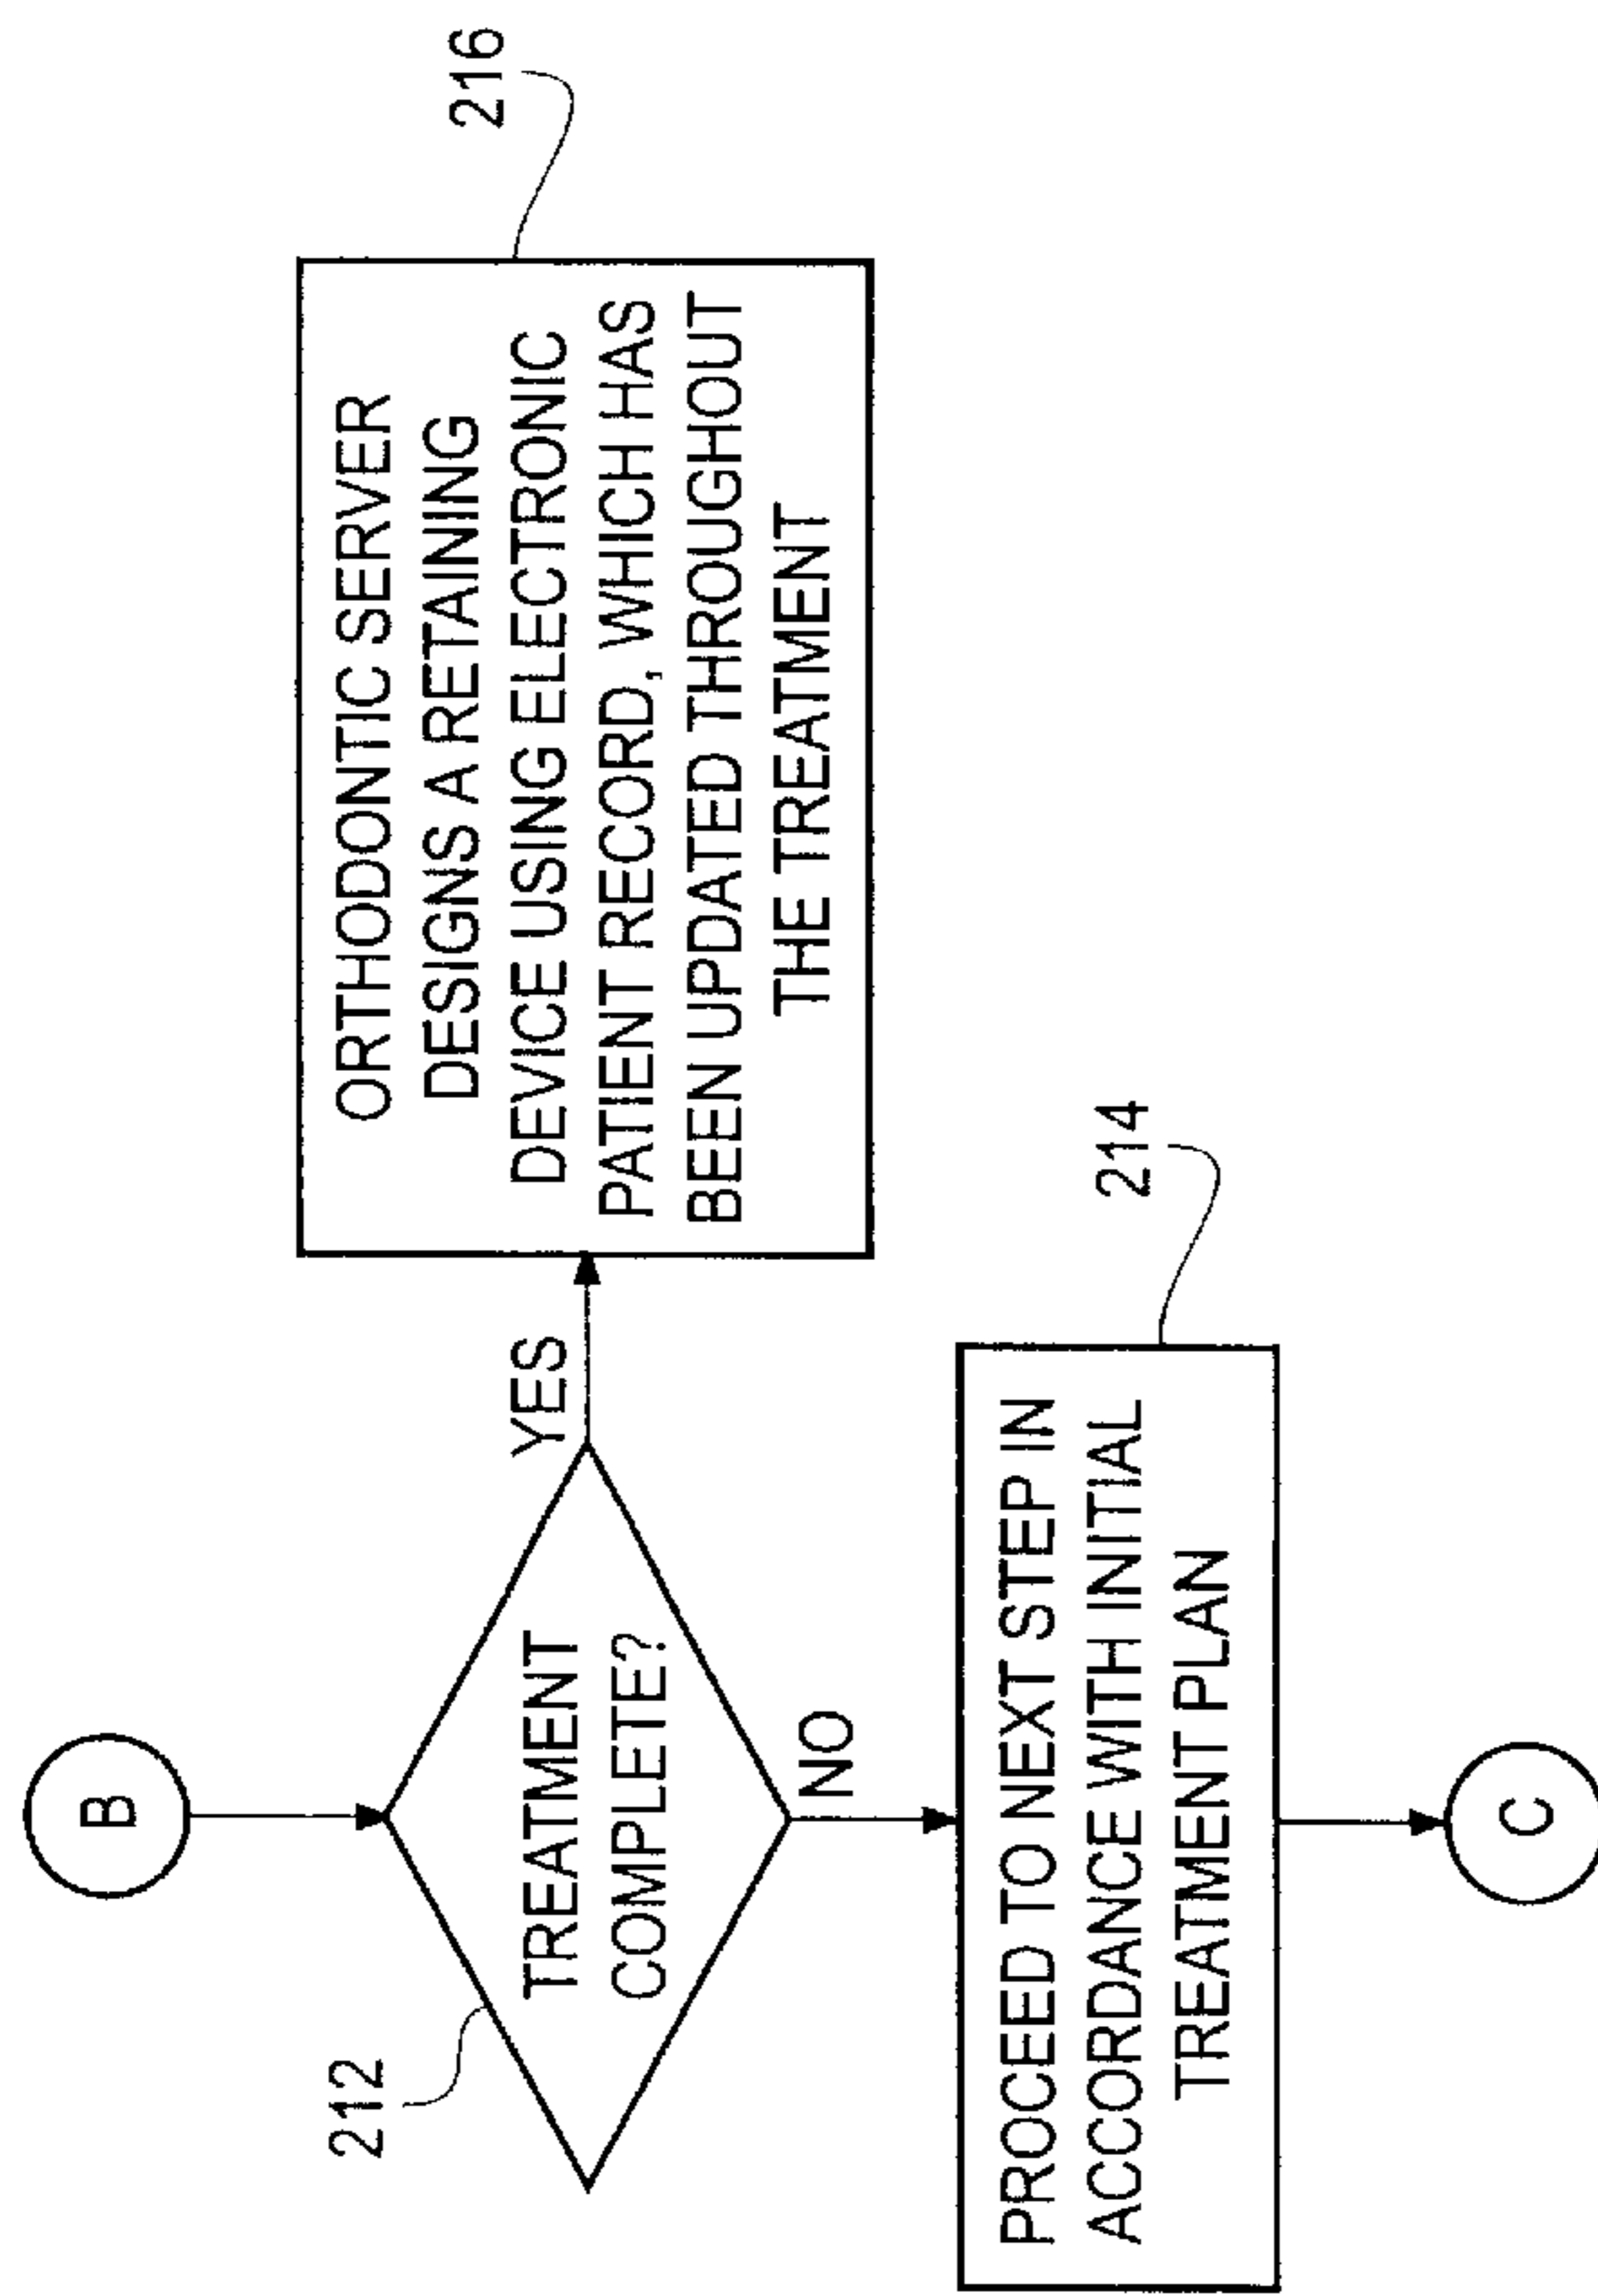 B
212
TREATMENT
COMPLETE?
YES
216
ORTHODONTIC SERVER
DESIGNS A RETAINING
DEVICE USING ELECTRONIC
PATIENT RECORD, WHICH HAS
BEEN UPDATED THROUGHOUT
THE TREATMENT
NO
214
PROCEED TO NEXT STEP IN
ACCORDANCE WITH INITIAL
TREATMENT PLAN
C